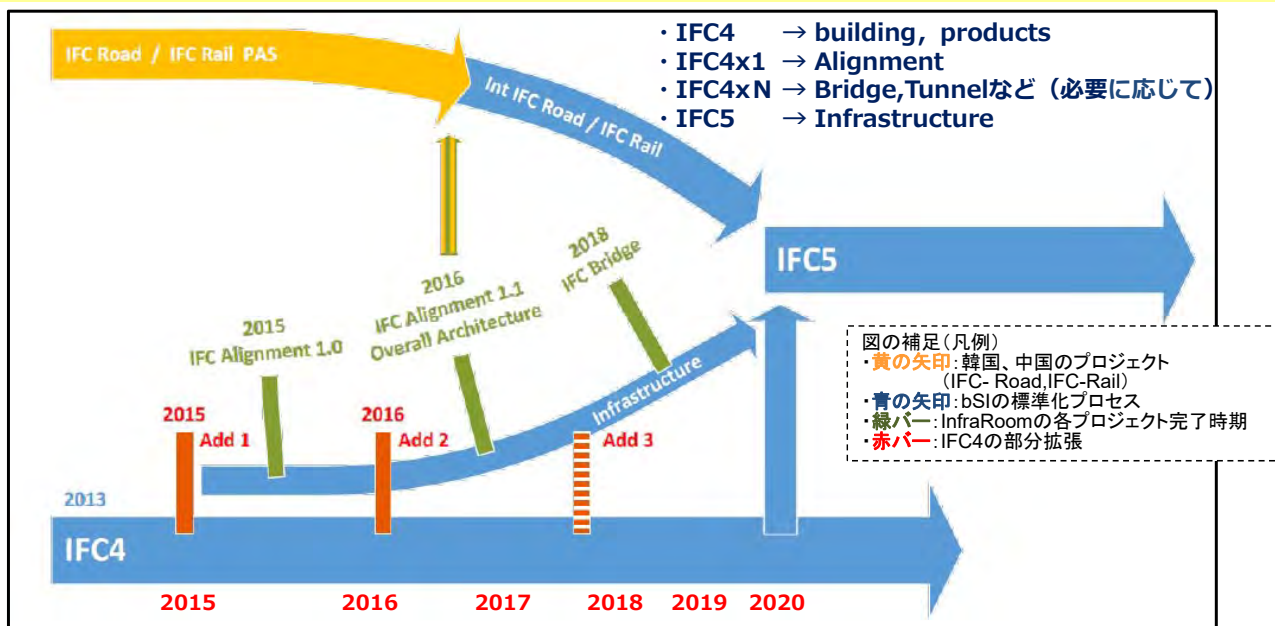 IFC Road / IFC Rail PAS
Int IFC Road / IFC Rail
・IFC4 → building，products
・IFC4x1 → Alignment
・IFC4xN → Bridge,Tunnelなど（必要に応じて）
・IFC5 → Infrastructure
2018
IFC Bridge
IFC5
2016
IFC Alignment 1.1
Overall Architecture
2015
IFC Alignment 1.0
Infrastructure
図の補足（凡例）
・黄の矢印：韓国、中国のプロジェクト
（IFC- Road,IFC-Rail）
・青の矢印：bSIの標準化プロセス
・緑バー：InfraRoomの各プロジェクト完了時期
・赤バー：IFC4の部分拡張
2015
Add 1
2016
Add 2
Add 3
2013
IFC4
2015 2016 2017 2018 2019 2020